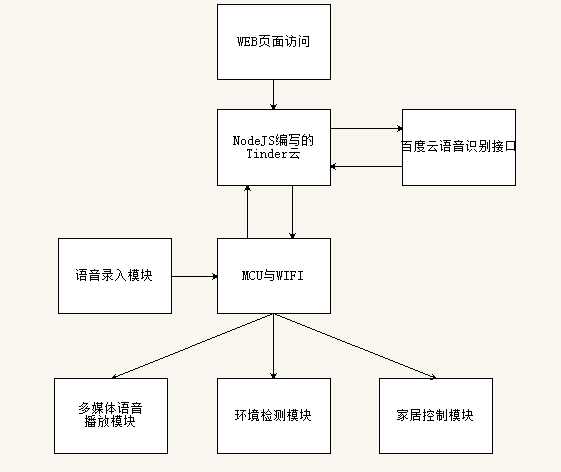 WEB页面访问
NodeJS编写的
Tinder云
百度云语音识别接口
语音录入模块
MCU与WIFI
多媒体语音
播放模块
环境检测模块
家居控制模块